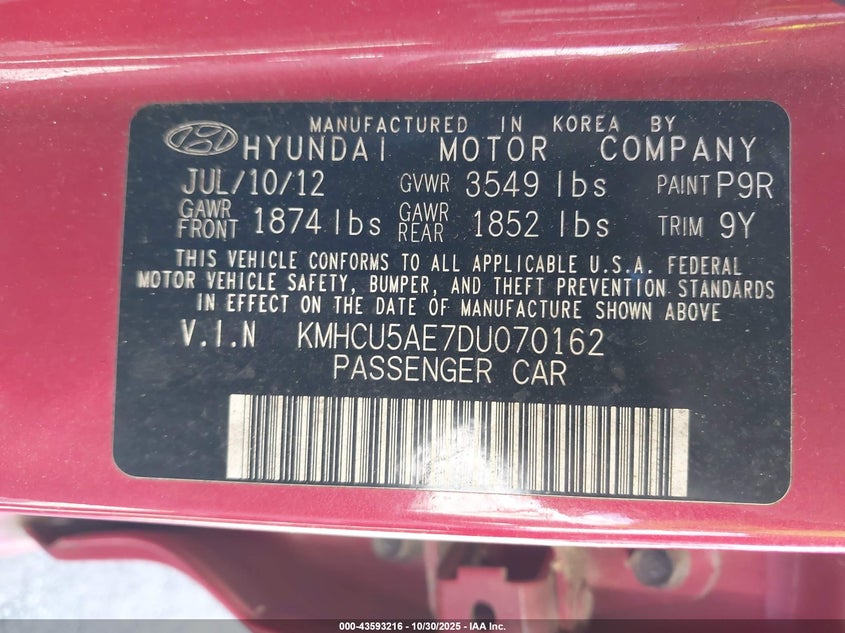 MANUFACTURED IN KOREA BY
HYUNDAI MOTOR COMPANY
JUL/10/12 GVWR 3549 lbs PAINT P9R
GAWR FRONT 1874 lbs GAWR REAR 1852 lbs TRIM 9Y
THIS VEHICLE CONFORMS TO ALL APPLICABLE U.S.A. FEDERAL
MOTOR VEHICLE SAFETY, BUMPER, AND THEFT PREVENTION STANDARDS
IN EFFECT ON THE DATE OF MANUFACTURE SHOWN ABOVE
V.I.N KMHCU5AE7DU070162
PASSENGER CAR
000-43593216 - 10/30/2025 - IAA Inc.